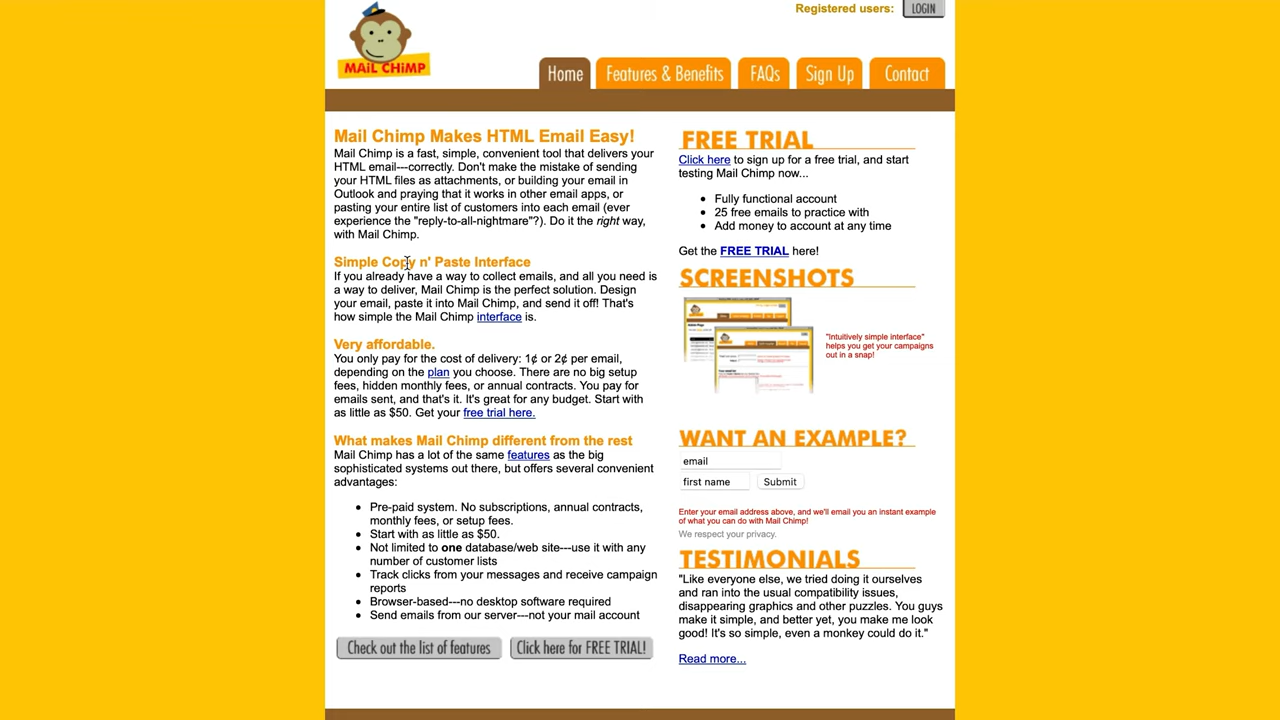 Registered users: LOGIN
MAiL CHiMP
Home Features & Benefits FAQs Sign Up Contact
Mail Chimp Makes HTML Email Easy!
Mail Chimp is a fast, simple, convenient tool that delivers your
HTML email---correctly. Don't make the mistake of sending
your HTML files as attachments, or building your email in
Outlook and praying that it works in other email apps, or
pasting your entire list of customers into each email (ever
experience the "reply-to-all-nightmare"?). Do it the right way,
with Mail Chimp.
Simple Copy n' Paste Interface
If you already have a way to collect emails, and all you need is
a way to deliver, Mail Chimp is the perfect solution. Design
your email, paste it into Mail Chimp, and send it off! That's
how simple the Mail Chimp interface is.
Very affordable.
You only pay for the cost of delivery: 1¢ or 2¢ per email,
depending on the plan you choose. There are no big setup
fees, hidden monthly fees, or annual contracts. You pay for
emails sent, and that's it. It's great for any budget. Start with
as little as $50. Get your free trial here.
What makes Mail Chimp different from the rest
Mail Chimp has a lot of the same features as the big
sophisticated systems out there, but offers several convenient
advantages:
• Pre-paid system. No subscriptions, annual contracts,
monthly fees, or setup fees.
• Start with as little as $50.
• Not limited to one database/web site---use it with any
number of customer lists
• Track clicks from your messages and receive campaign
reports
• Browser-based---no desktop software required
• Send emails from our server---not your mail account
Check out the list of features Click here for FREE TRIAL!
FREE TRIAL
Click here to sign up for a free trial, and start
testing Mail Chimp now...
• Fully functional account
• 25 free emails to practice with
• Add money to account at any time
Get the FREE TRIAL here!
SCREENSHOTS
"Intuitively simple interface"
helps you get your campaigns
out in a snap!
WANT AN EXAMPLE?
email
first name Submit
Enter your email address above, and we'll email you an instant example
of what you can do with Mail Chimp!
We respect your privacy.
TESTIMONIALS
"Like everyone else, we tried doing it ourselves
and ran into the usual compatibility issues,
disappearing graphics and other puzzles. You guys
make it simple, and better yet, you make me look
good! It's so simple, even a monkey could do it."
Read more...